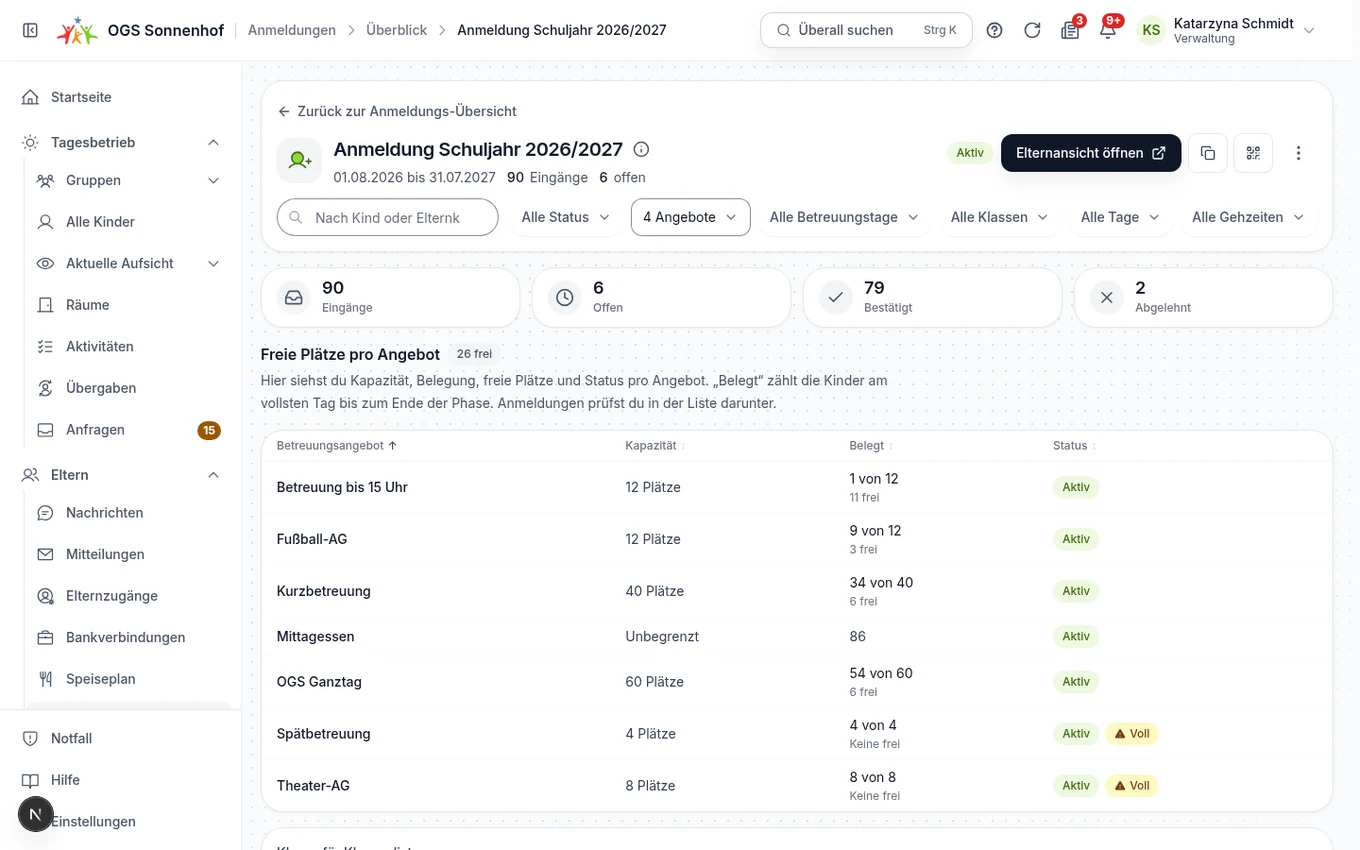 OGS Sonnenhof
Anmeldungen
Überblick
Anmeldung Schuljahr 2026/2027
Überall suchen
Strg K
3
9+
KS
Katarzyna Schmidt
Verwaltung
Startseite
Tagesbetrieb
Gruppen
Alle Kinder
Aktuelle Aufsicht
Räume
Aktivitäten
Übergaben
Anfragen
15
Eltern
Nachrichten
Mitteilungen
Elternzugänge
Bankverbindungen
Speiseplan
Notfall
Hilfe
Einstellungen
N
Zurück zur Anmeldungs-Übersicht
Anmeldung Schuljahr 2026/2027
01.08.2026 bis 31.07.2027 90 Eingänge 6 offen
Aktiv
Elternansicht öffnen
Nach Kind oder Elternk
Alle Status
4 Angebote
Alle Betreuungstage
Alle Klassen
Alle Tage
Alle Gehzeiten
90
Eingänge
6
Offen
79
Bestätigt
2
Abgelehnt
Freie Plätze pro Angebot
26 frei
Hier siehst du Kapazität, Belegung, freie Plätze und Status pro Angebot. „Belegt“ zählt die Kinder am
vollsten Tag bis zum Ende der Phase. Anmeldungen prüfst du in der Liste darunter.
Betreuungsangebot Kapazität Belegt Status
Betreuung bis 15 Uhr 12 Plätze 1 von 12 Aktiv
11 frei
Fußball-AG 12 Plätze 9 von 12 Aktiv
3 frei
Kurzbetreuung 40 Plätze 34 von 40 Aktiv
6 frei
Mittagessen Unbegrenzt 86 Aktiv
OGS Ganztag 60 Plätze 54 von 60 Aktiv
6 frei
Spätbetreuung 4 Plätze 4 von 4 Aktiv Voll
Keine frei
Theater-AG 8 Plätze 8 von 8 Aktiv Voll
Keine frei